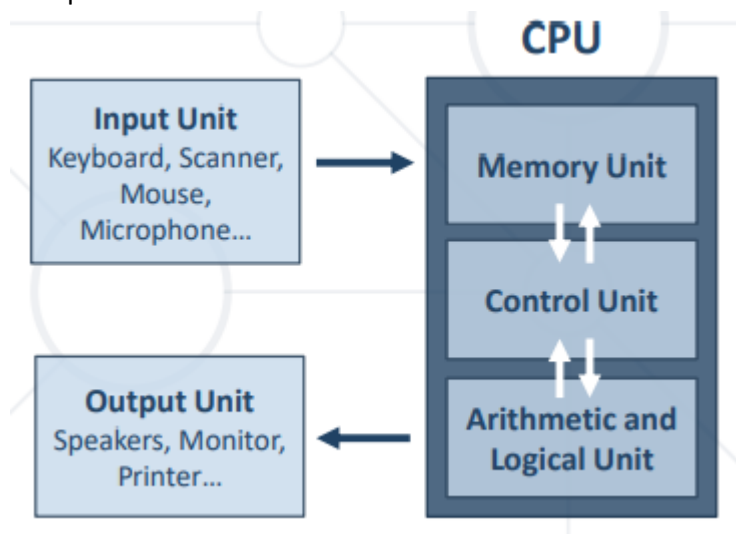 CPU
Input Unit
Keyboard, Scanner,
Mouse,
Microphone...
Memory Unit
Control Unit
Arithmetic and
Logical Unit
Output Unit
Speakers, Monitor,
Printer...